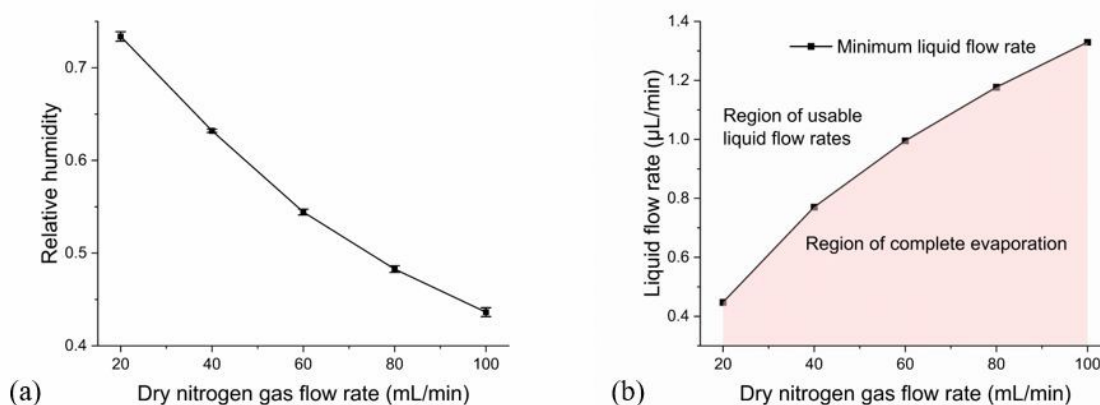 Relative humidity
0.7
0.6
0.5
0.4
20
40
60
80
100
Dry nitrogen gas flow rate (mL/min)
(a)
Liquid flow rate (μL/min)
1.4
1.2
1.0
0.8
0.6
0.4
Minimum liquid flow rate
Region of usable
liquid flow rates
Region of complete evaporation
20
40
60
80
100
Dry nitrogen gas flow rate (mL/min)
(b)